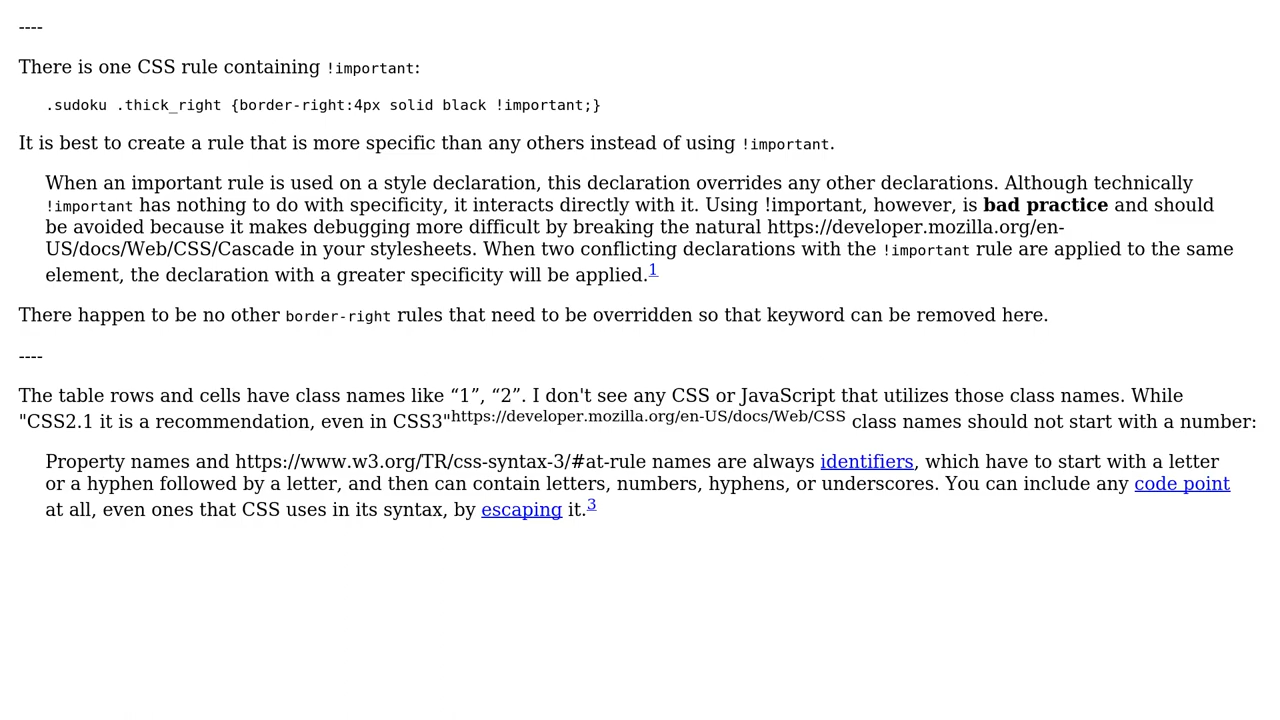 ----
There is one CSS rule containing !important:
.sudoku .thick_right {border-right:4px solid black !important;}
It is best to create a rule that is more specific than any others instead of using !important.
When an important rule is used on a style declaration, this declaration overrides any other declarations. Although technically
!important has nothing to do with specificity, it interacts directly with it. Using !important, however, is bad practice and should
be avoided because it makes debugging more difficult by breaking the natural https://developer.mozilla.org/en-
US/docs/Web/CSS/Cascade in your stylesheets. When two conflicting declarations with the !important rule are applied to the same
element, the declaration with a greater specificity will be applied.1
There happen to be no other border-right rules that need to be overridden so that keyword can be removed here.
----
The table rows and cells have class names like “1”, “2”. I don't see any CSS or JavaScript that utilizes those class names. While
"CSS2.1 it is a recommendation, even in CSS3"https://developer.mozilla.org/en-US/docs/Web/CSS class names should not start with a number:
Property names and https://www.w3.org/TR/css-syntax-3/#at-rule names are always identifiers, which have to start with a letter
or a hyphen followed by a letter, and then can contain letters, numbers, hyphens, or underscores. You can include any code point
at all, even ones that CSS uses in its syntax, by escaping it.3